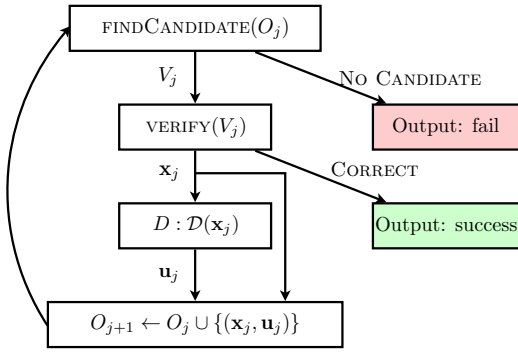 FINDCANDIDATE(O_j)
V_j
NO CANDIDATE
VERIFY(V_j)
Output: fail
x_j
CORRECT
D : 𝒟(x_j)
Output: success
u_j
O_{j+1} ← O_j ∪ {(x_j, u_j)}